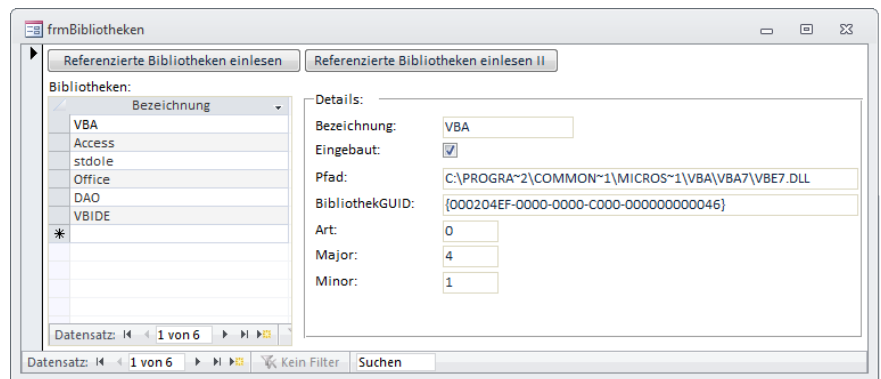 frmBibliotheken
Referenzierte Bibliotheken einlesen
Referenzierte Bibliotheken einlesen II
Bibliotheken:
Bezeichnung
VBA
Access
stdole
Office
DAO
VBIDE
Datensatz: 1 von 6
Details:
Bezeichnung: VBA
Eingebaut:
Pfad: C:\PROGRA~2\COMMON~1\MICROS~1\VBA\VBA7\VBE7.DLL
BibliothekGUID: {000204EF-0000-0000-C000-000000000046}
Art: 0
Major: 4
Minor: 1
Datensatz: 1 von 6 Kein Filter Suchen